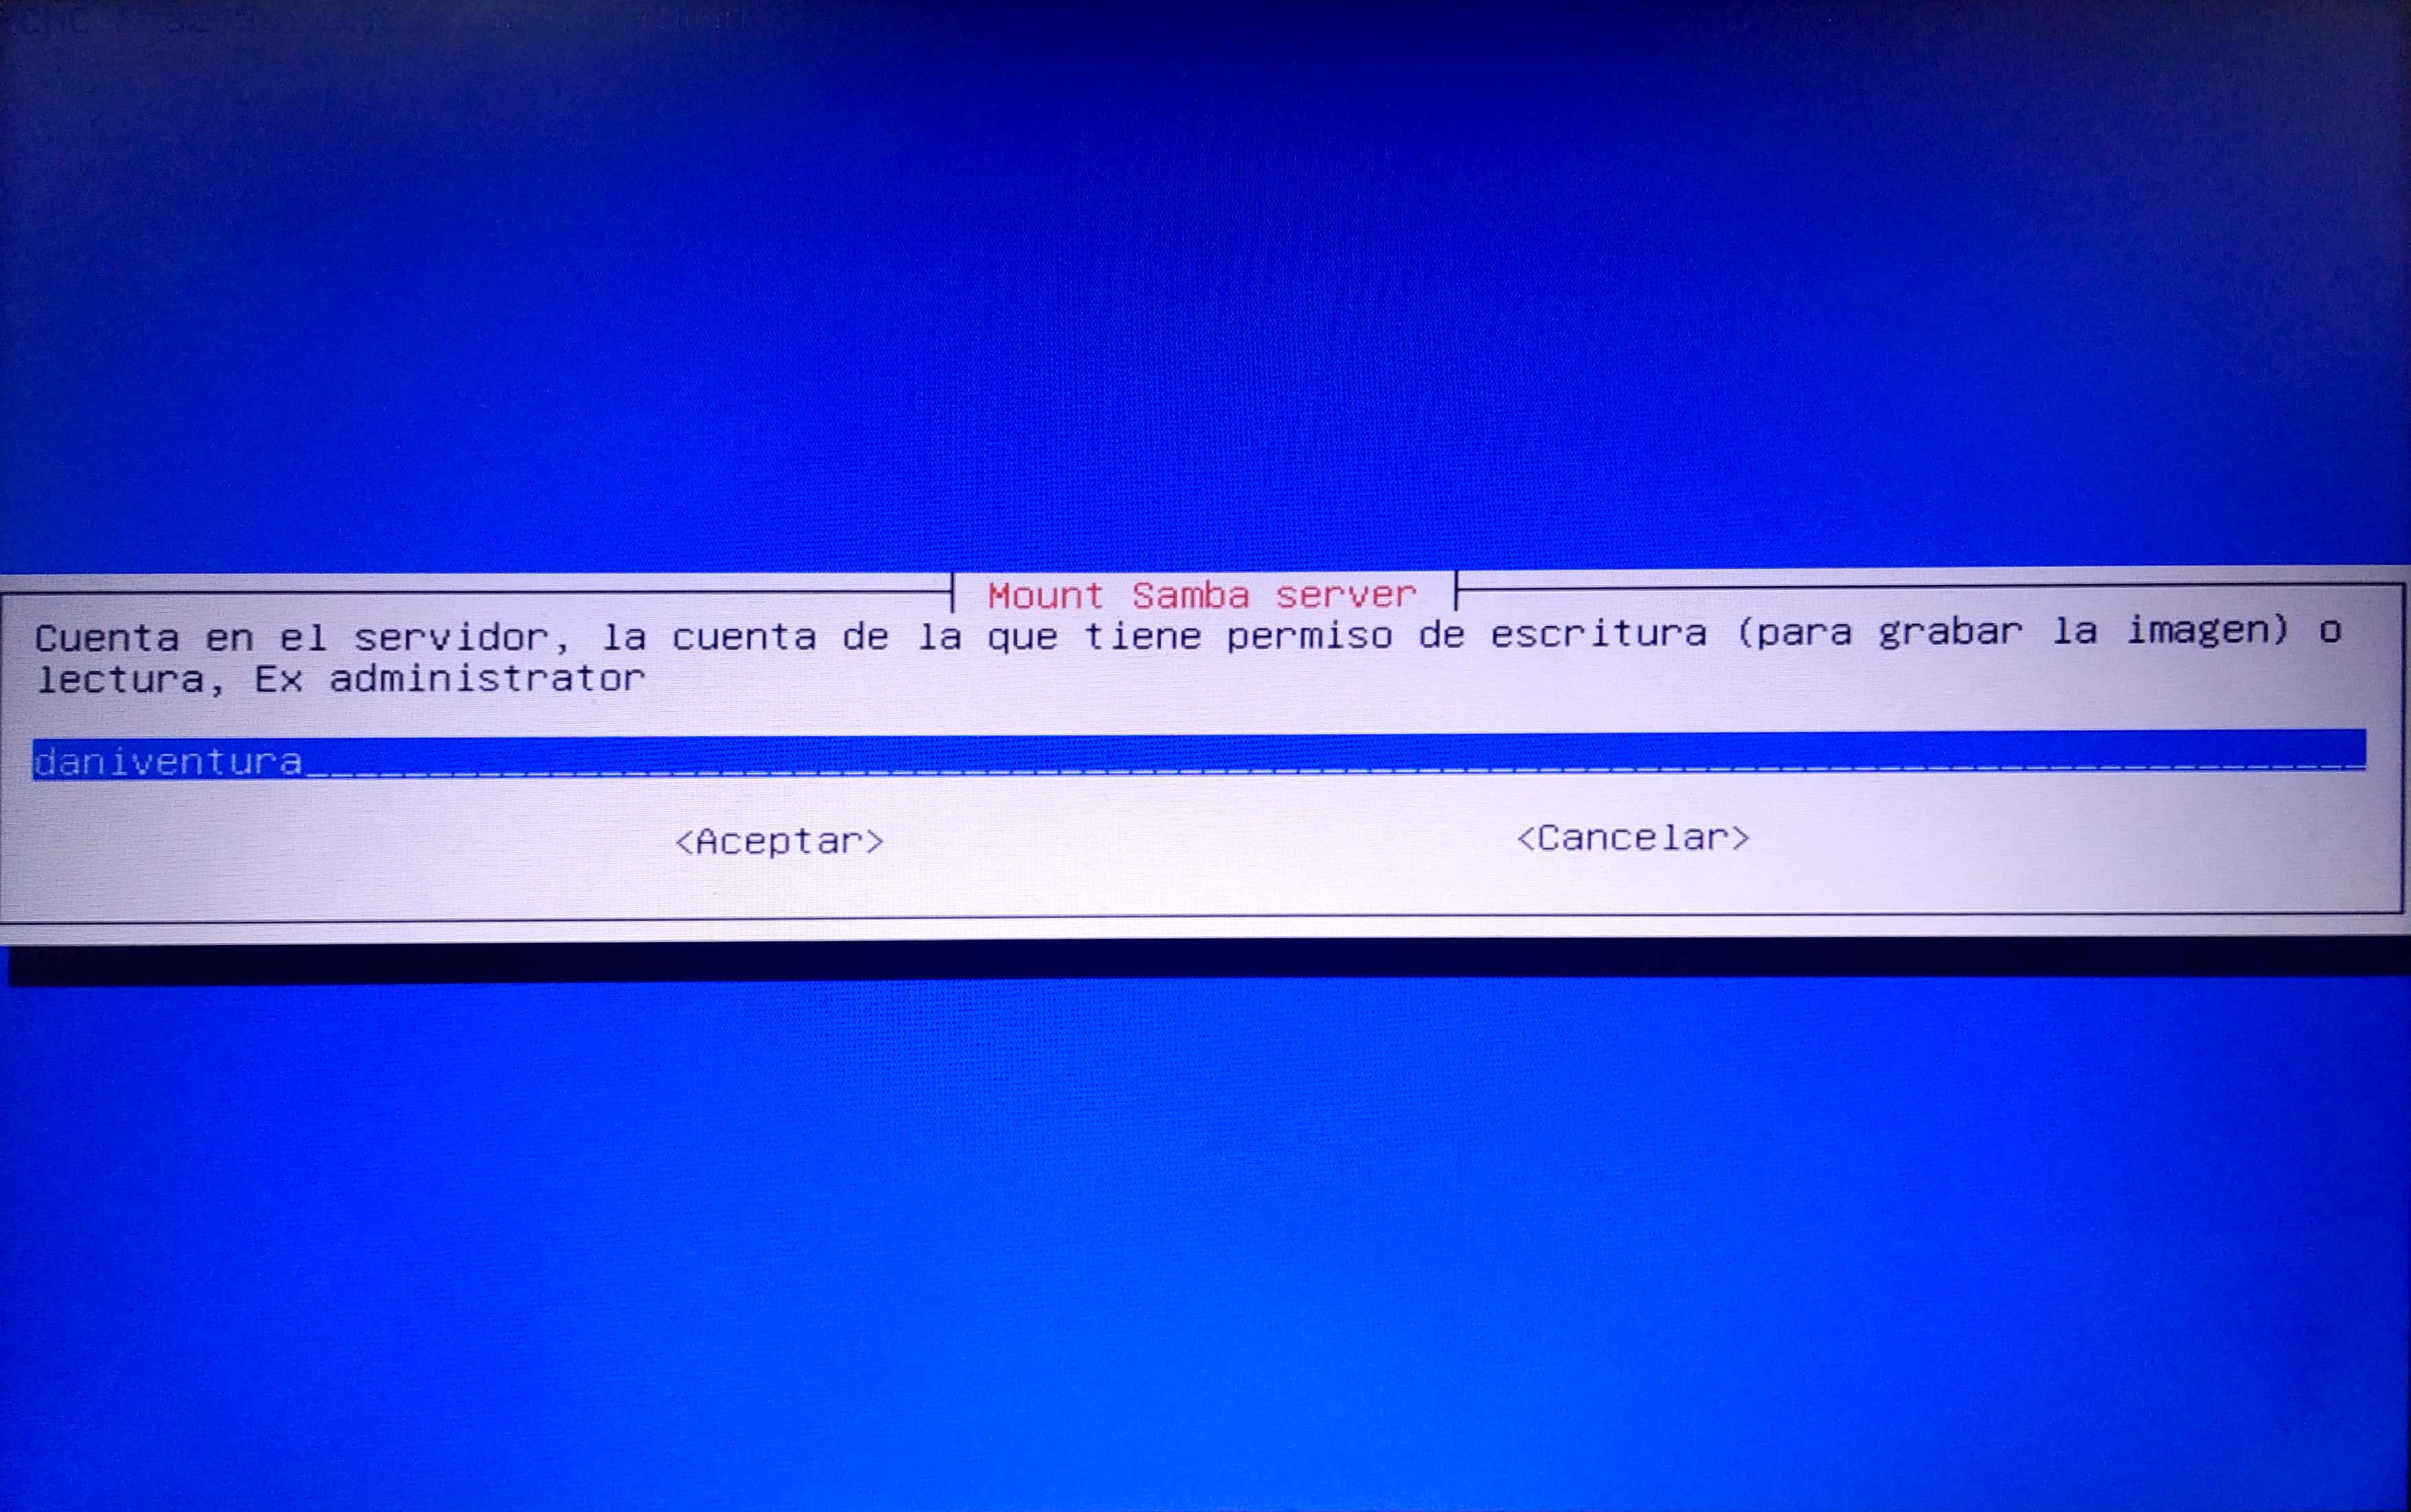 Mount Samba server
Cuenta en el servidor, la cuenta de la que tiene permiso de escritura (para grabar la imagen) o
lectura, Ex administrator
daniventura
<Aceptar> <Cancelar>